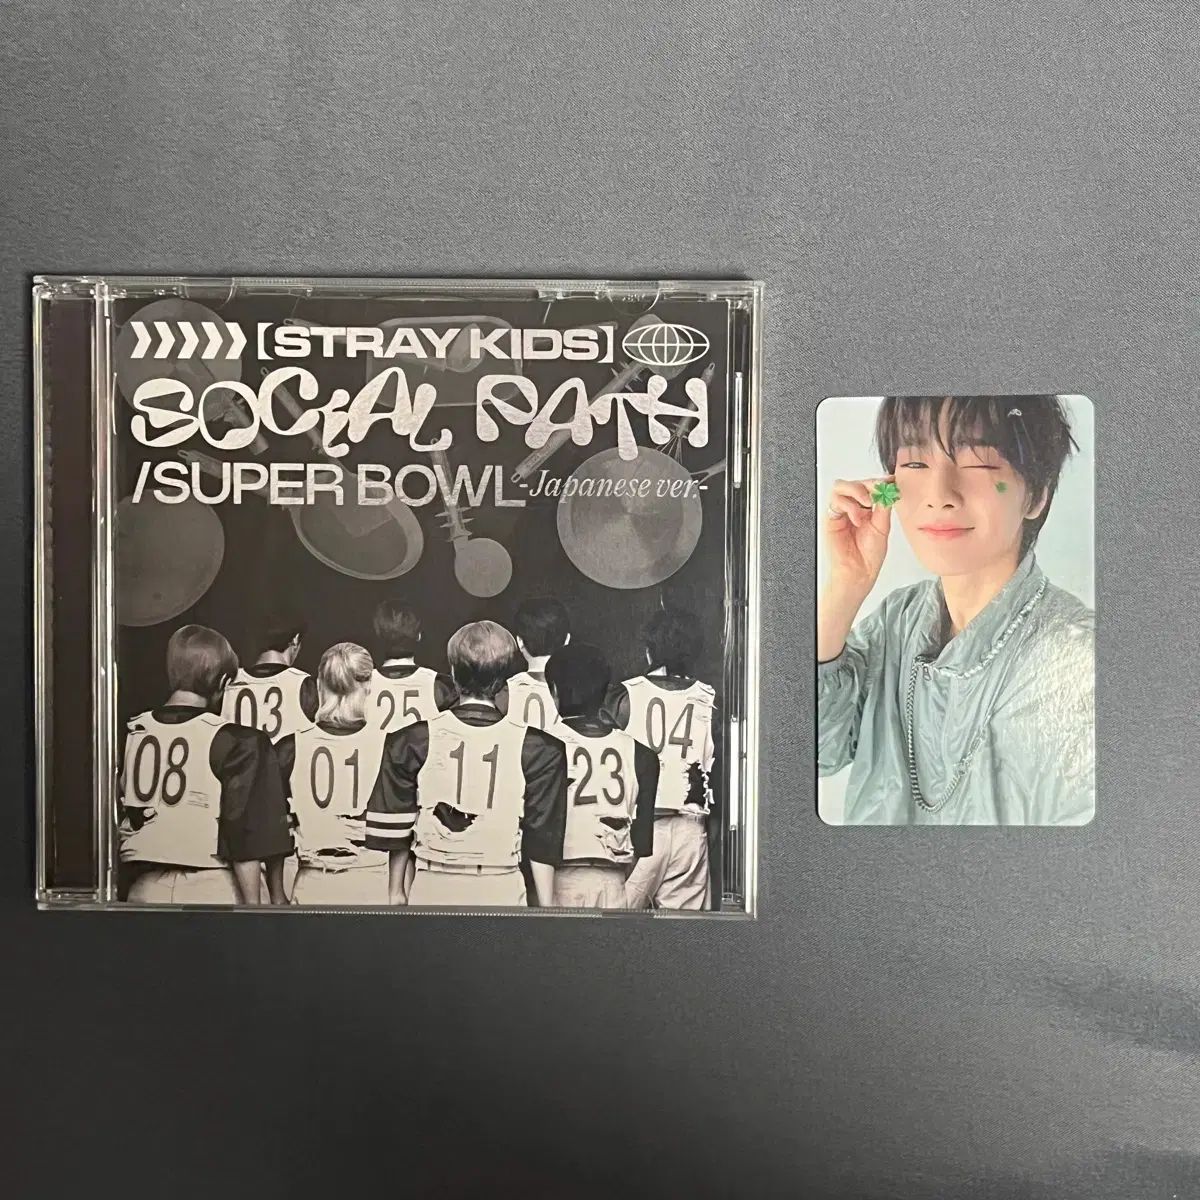 【STRAY KIDS】
SOCIAL PATH
/SUPER BOWL -Japanese ver.-
03
25
0
04
08
01
11
23